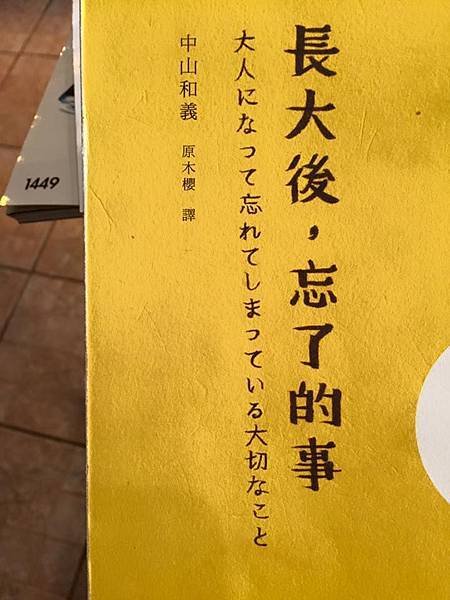 長大後，忘了的事
大人になって忘れてしまっている大切なこと
中山和義 原木櫻 譯
1449